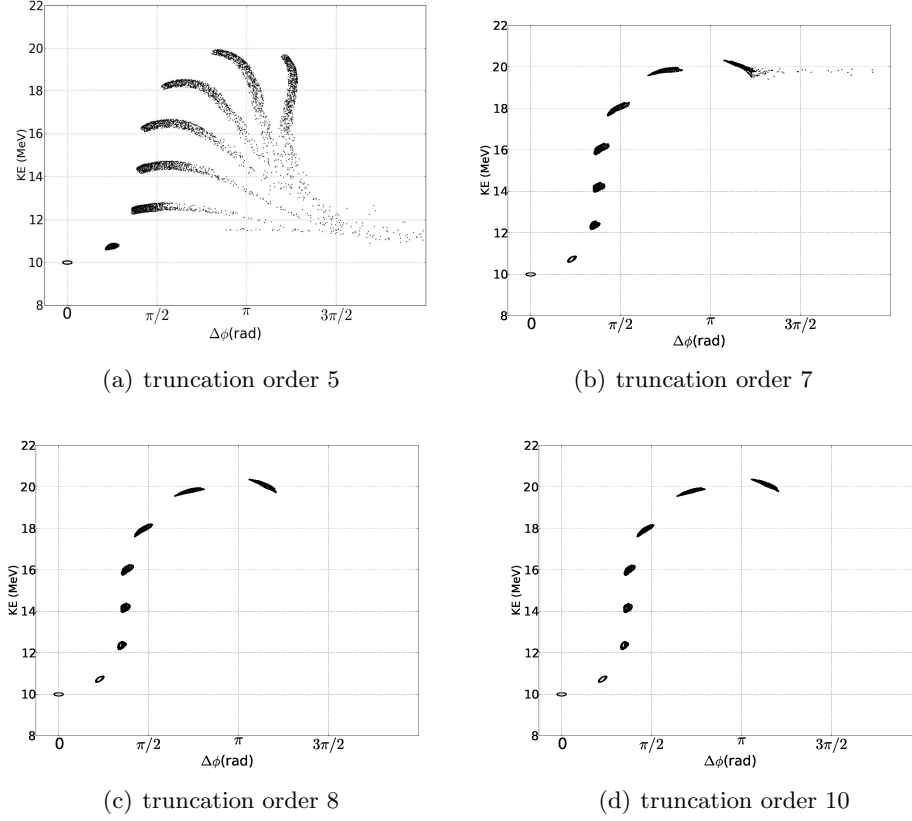 22
20
18
16
14
12
10
8
KE (MeV)
0
π/2
π
3π/2
Δϕ(rad)
(a) truncation order 5
22
20
18
16
14
12
10
8
KE (MeV)
0
π/2
π
3π/2
Δϕ(rad)
(b) truncation order 7
22
20
18
16
14
12
10
8
KE (MeV)
0
π/2
π
3π/2
Δϕ(rad)
(c) truncation order 8
22
20
18
16
14
12
10
8
KE (MeV)
0
π/2
π
3π/2
Δϕ(rad)
(d) truncation order 10